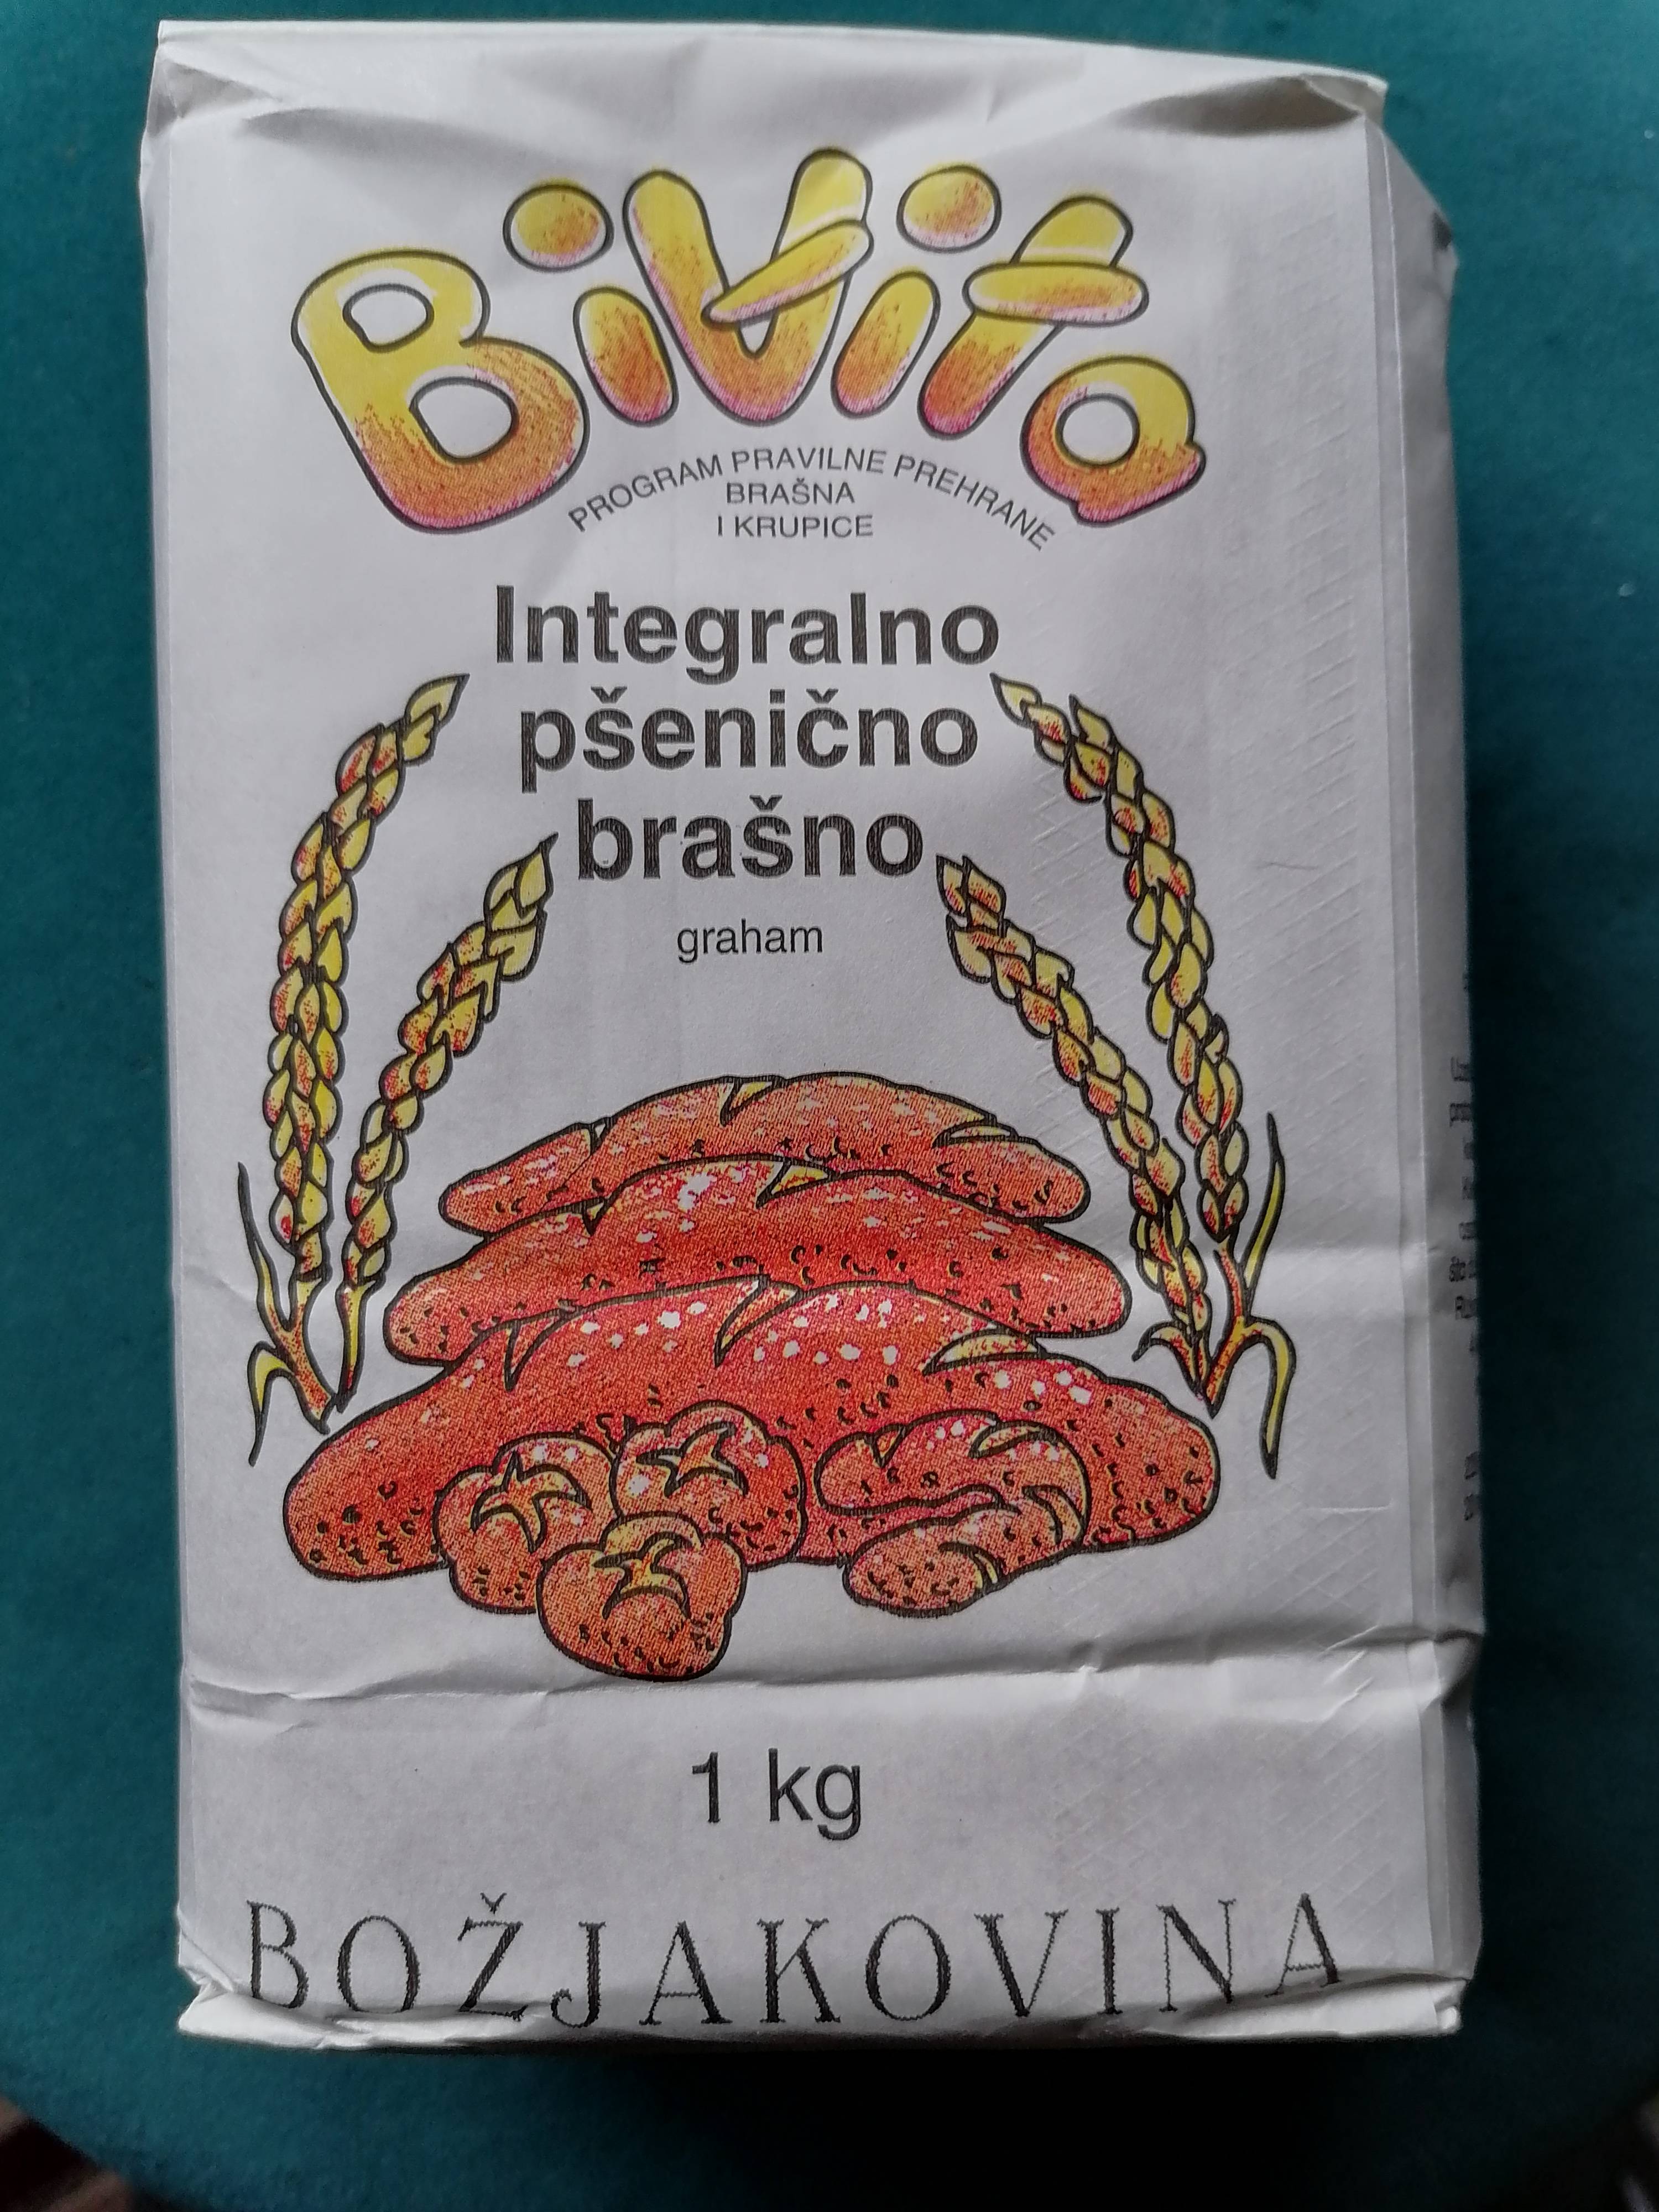 BiVita
PROGRAM PRAVILNE PREHRANE
BRAŠNA
I KRUPICE
Integralno
pšenično
brašno
graham
1 kg
BOŽJAKOVINA